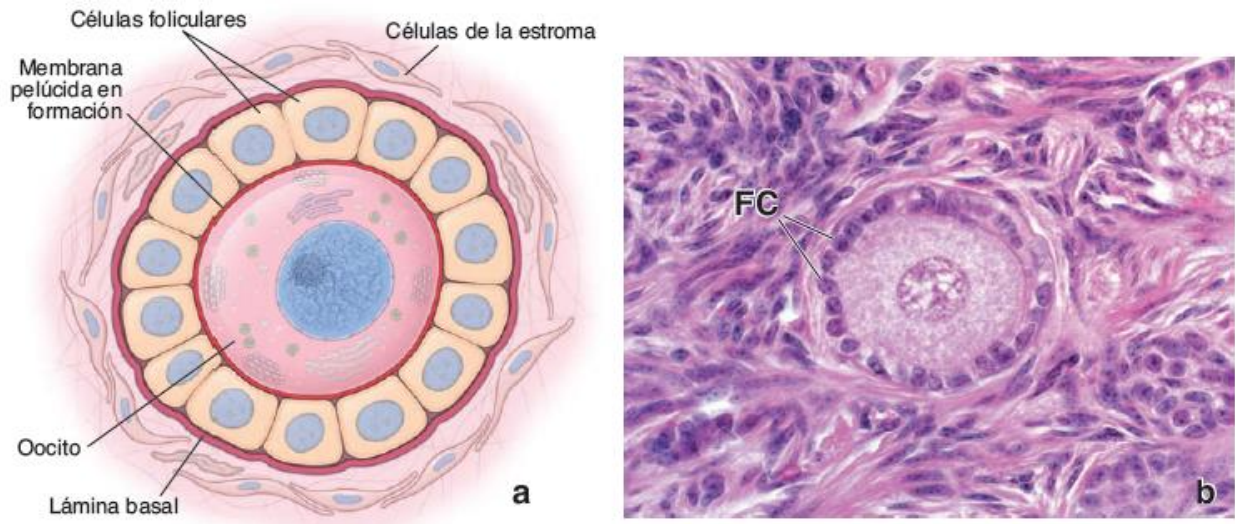 Células foliculares
Células de la estroma
Membrana
pelúcida en
formación
Oocito
Lámina basal
a
FC
b